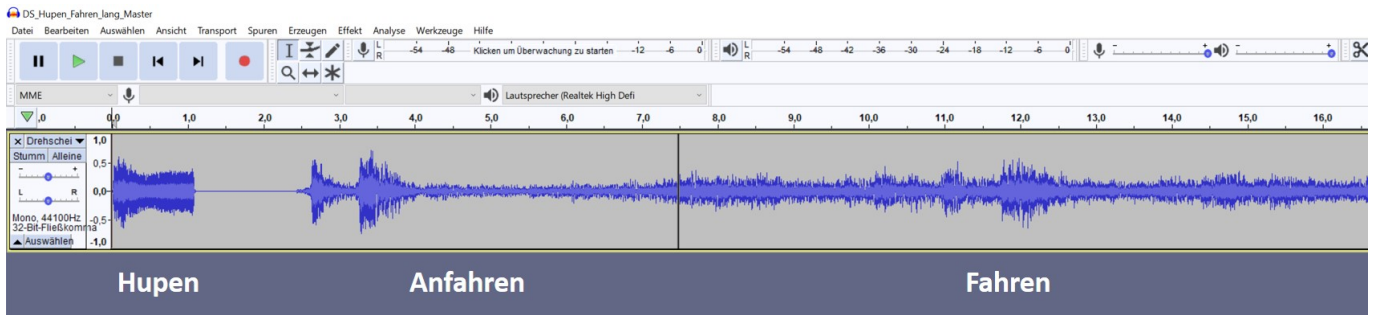 DS_Hupen_Fahren_lang_Master
Datei Bearbeiten Auswählen Ansicht Transport Spuren Erzeugen Effekt Analyse Werkzeuge Hilfe
L R -54 -48 Klicken um Überwachung zu starten -12 -6 0 L R -54 -48 -42 -36 -30 -24 -18 -12 -6 0
MME Lautsprecher (Realtek High Defi
,0 0,0 1,0 2,0 3,0 4,0 5,0 6,0 7,0 8,0 9,0 10,0 11,0 12,0 13,0 14,0 15,0 16,0
x Drehschei 1,0
Stumm Alleine 0,5
- +
L R 0,0
Mono, 44100Hz -0,5
32-Bit-Fließkomma
Auswählen -1,0
Hupen Anfahren Fahren